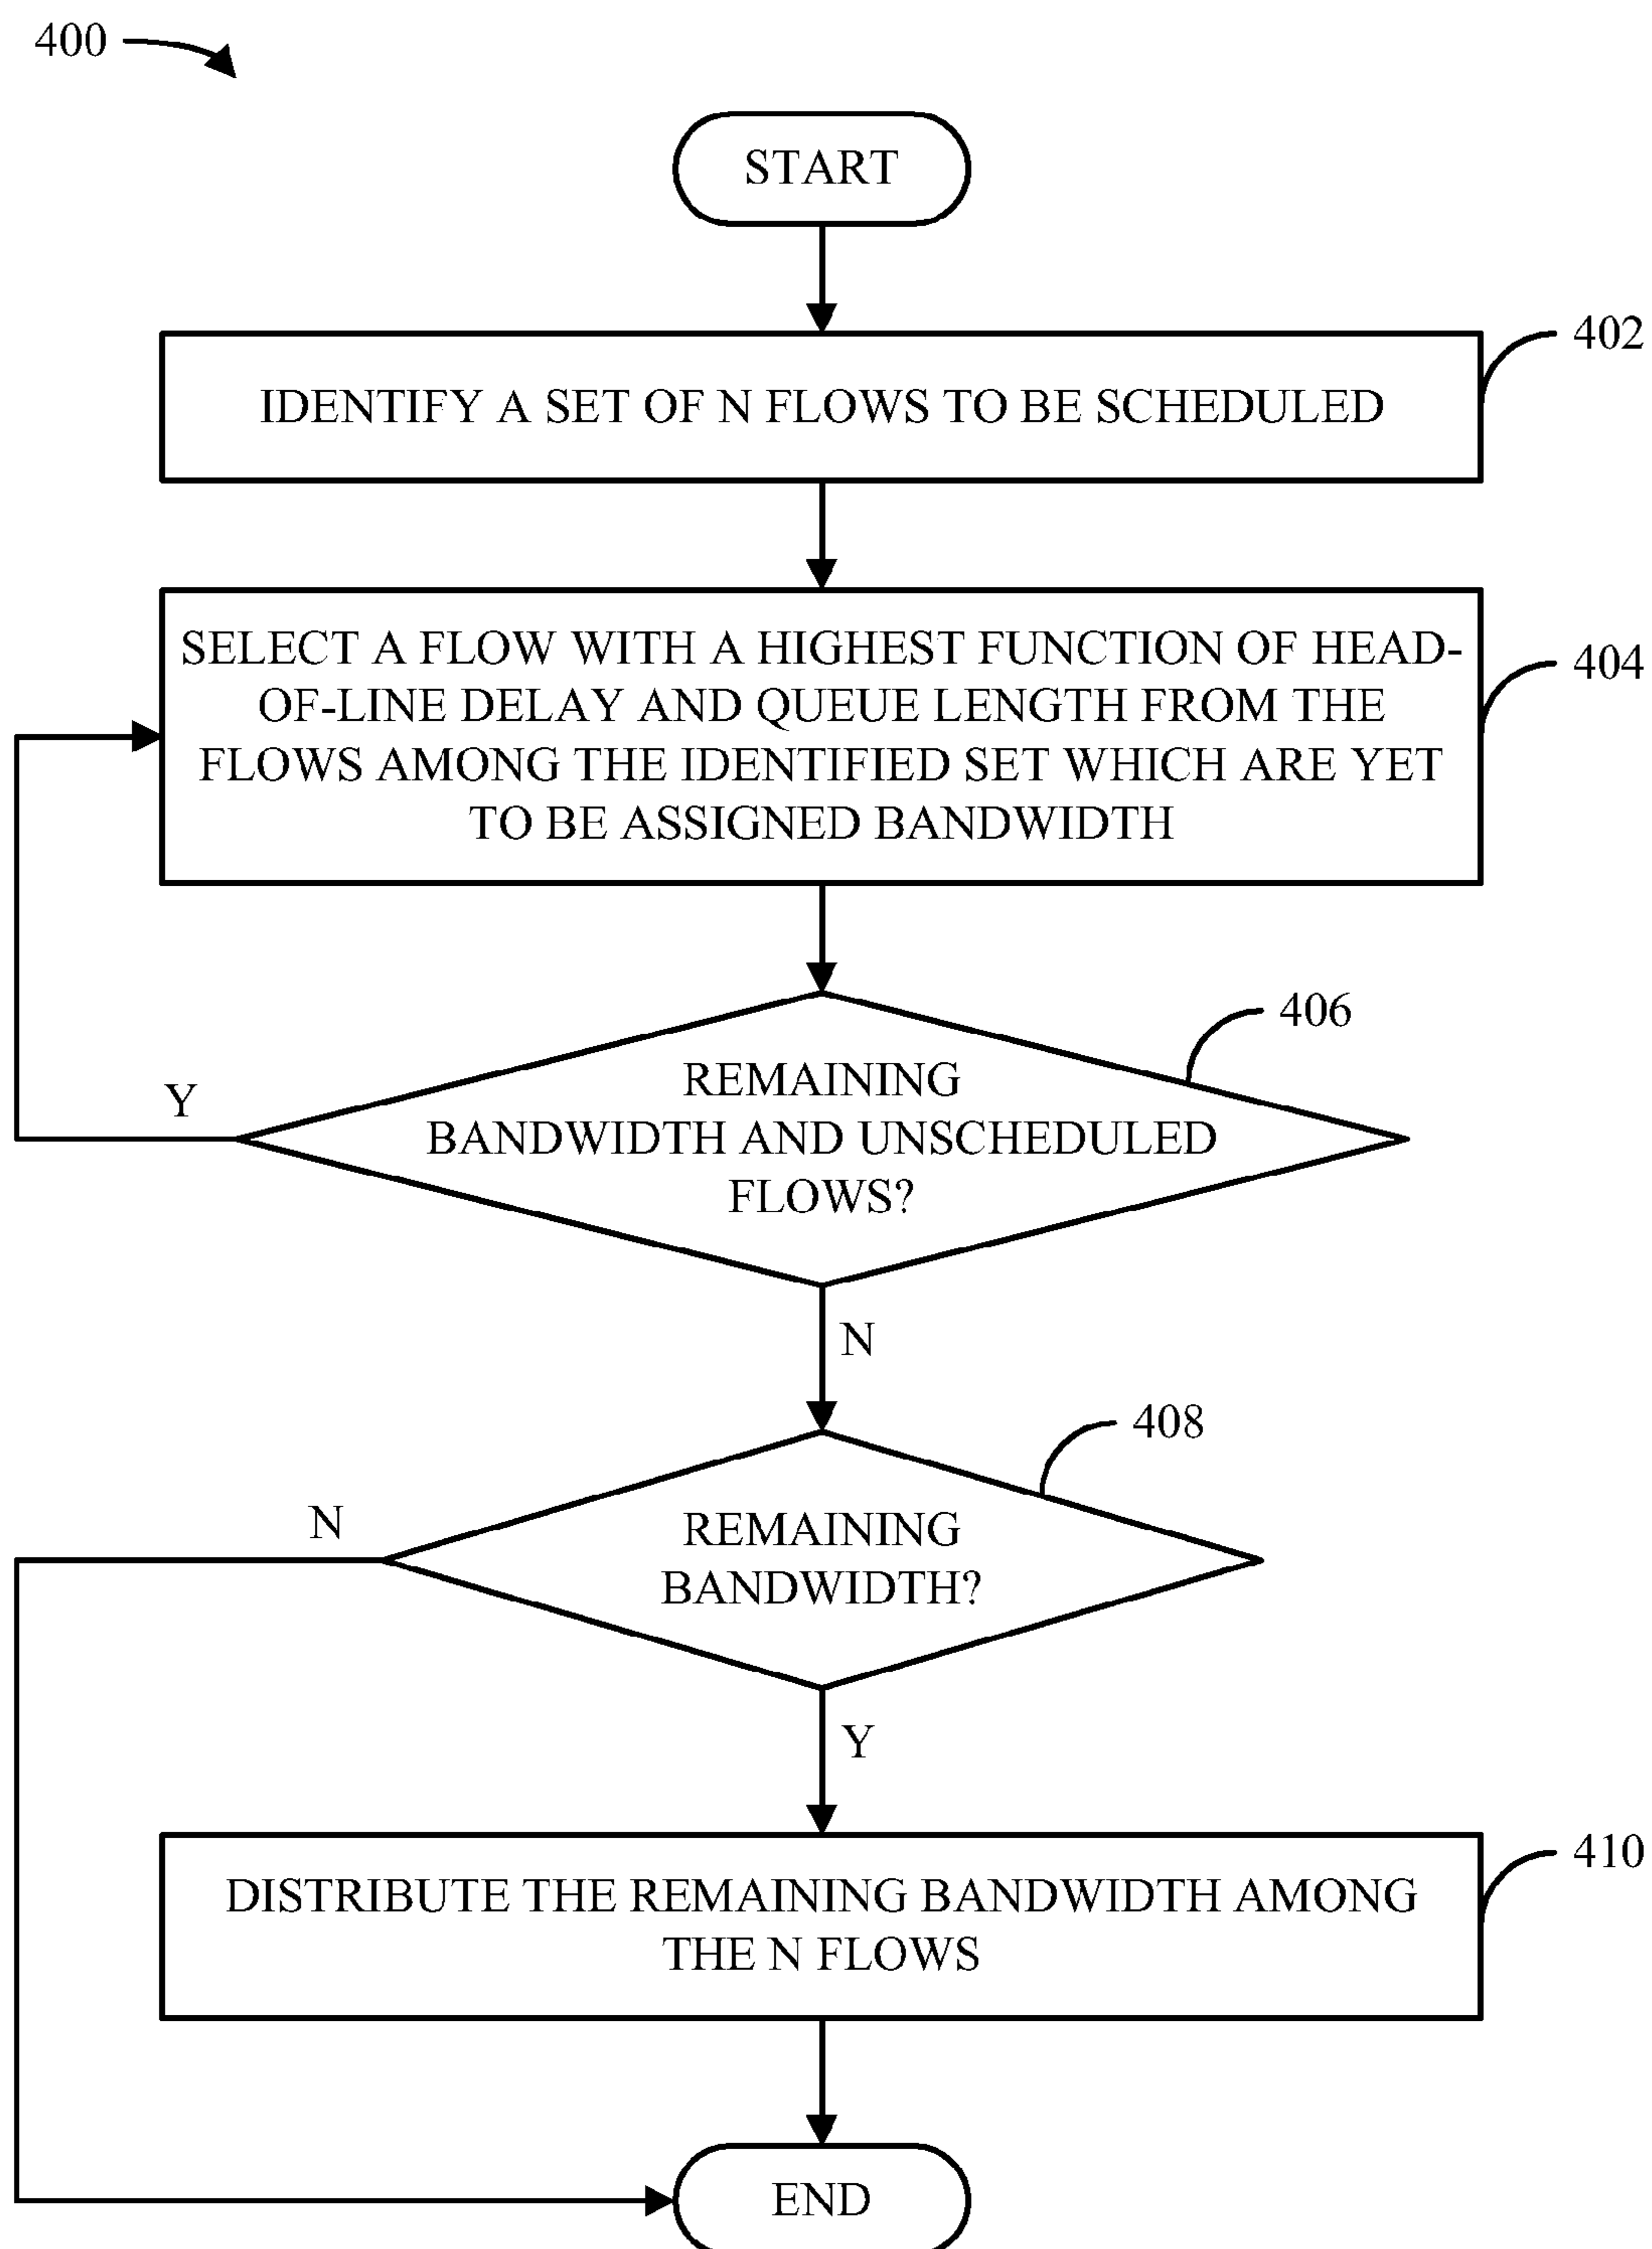 400
START
402
IDENTIFY A SET OF N FLOWS TO BE SCHEDULED
404
SELECT A FLOW WITH A HIGHEST FUNCTION OF HEAD-
OF-LINE DELAY AND QUEUE LENGTH FROM THE
FLOWS AMONG THE IDENTIFIED SET WHICH ARE YET
TO BE ASSIGNED BANDWIDTH
406
REMAINING
BANDWIDTH AND UNSCHEDULED
FLOWS?
Y
N
408
REMAINING
BANDWIDTH?
N
Y
410
DISTRIBUTE THE REMAINING BANDWIDTH AMONG
THE N FLOWS
END